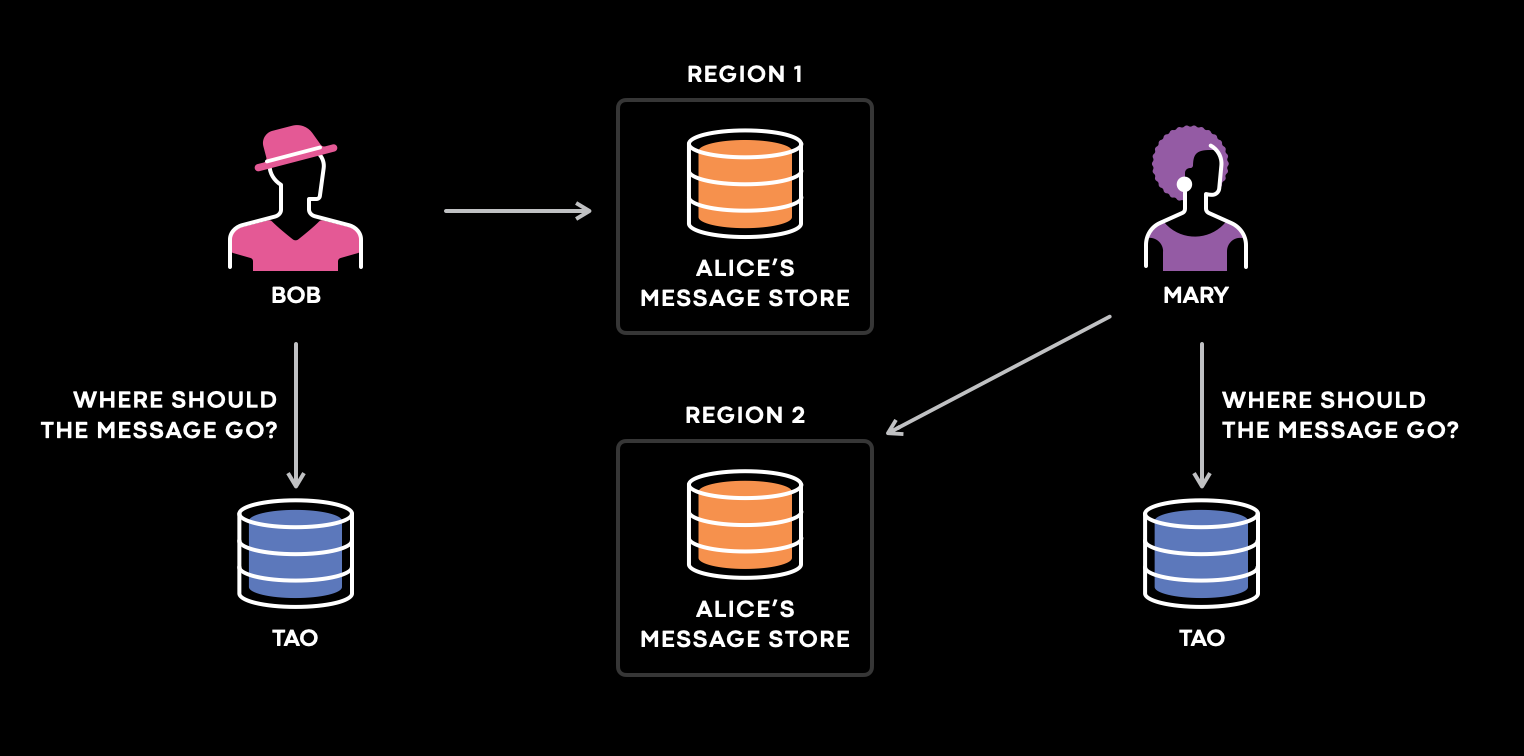 REGION 1
ALICE’S
MESSAGE STORE
BOB
MARY
WHERE SHOULD
THE MESSAGE GO?
WHERE SHOULD
THE MESSAGE GO?
REGION 2
ALICE’S
MESSAGE STORE
TAO
TAO